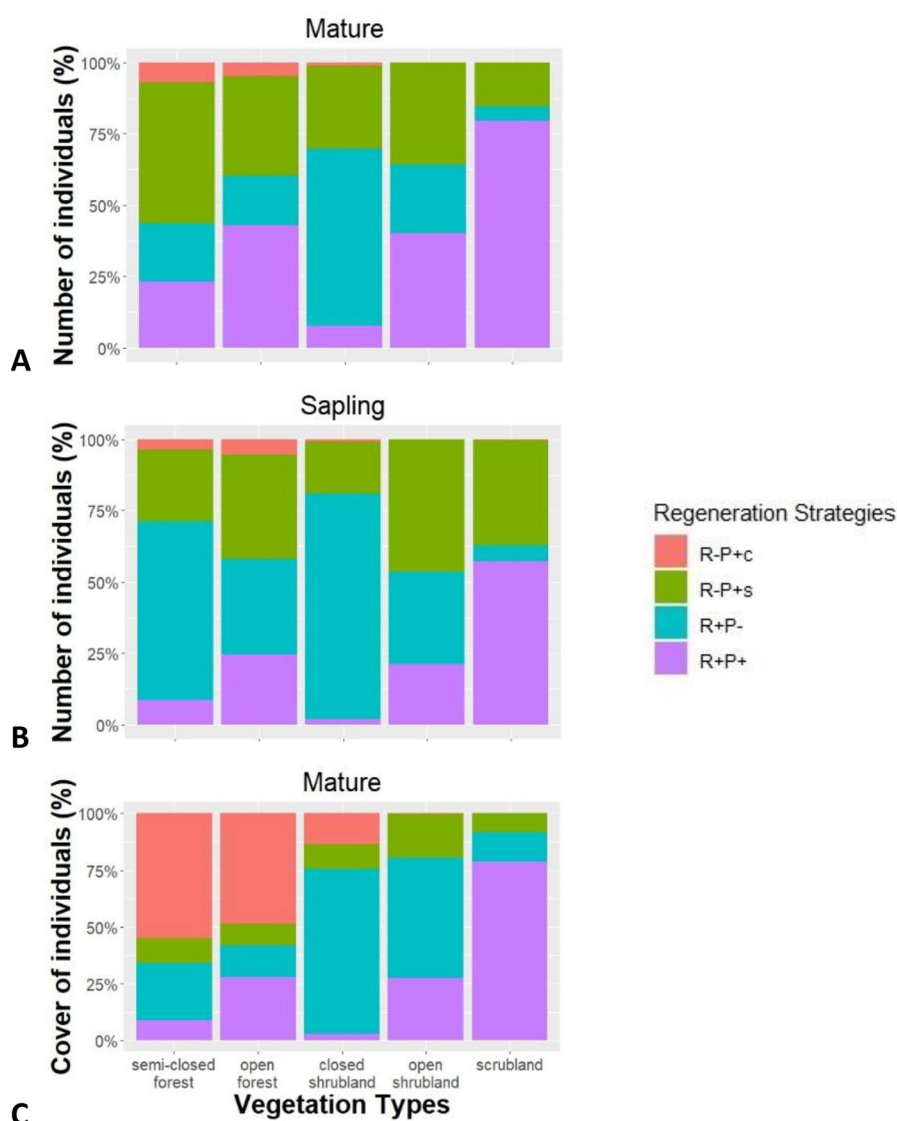 Mature
Number of individuals (%)
100%
75%
50%
25%
0%
A
Sapling
Number of individuals (%)
100%
75%
50%
25%
0%
B
Regeneration Strategies
R-P+c
R-P+s
R+P-
R+P+
Mature
Cover of individuals (%)
100%
75%
50%
25%
0%
semi-closed
forest
open
forest
closed
shrubland
open
shrubland
scrubland
Vegetation Types
C